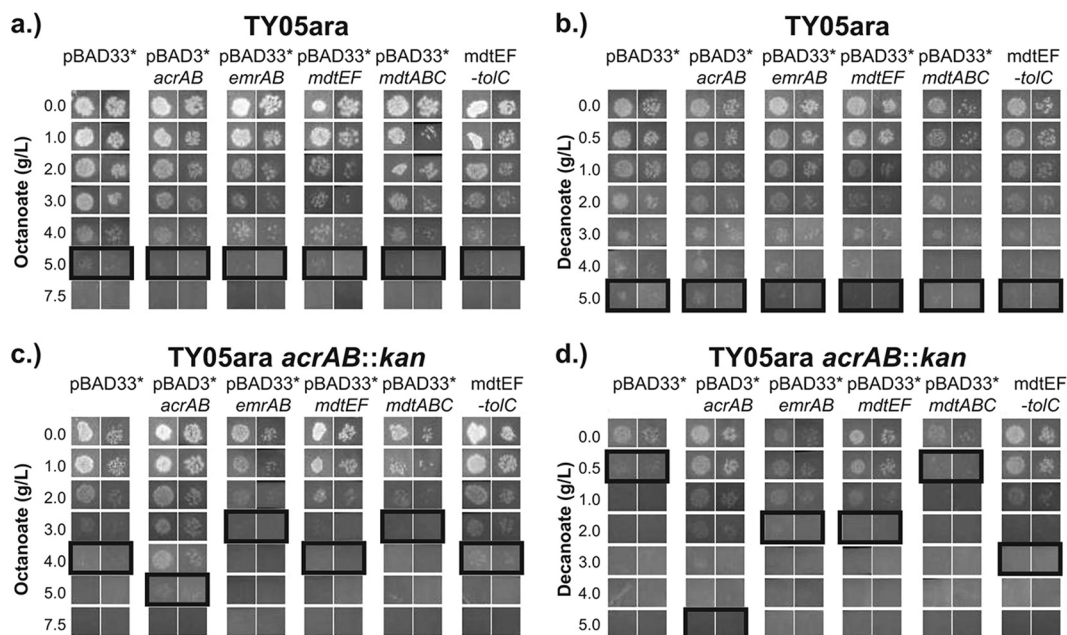 a.)
TY05ara
pBAD33* pBAD3* pBAD33* pBAD33* pBAD33* mdtEF
acrAB emrAB mdtEF mdtABC -tolC
Octanoate (g/L)
0.0
1.0
2.0
3.0
4.0
5.0
7.5
b.)
TY05ara
pBAD33* pBAD3* pBAD33* pBAD33* pBAD33* mdtEF
acrAB emrAB mdtEF mdtABC -tolC
Decanoate (g/L)
0.0
0.5
1.0
2.0
3.0
4.0
5.0
c.)
TY05ara acrAB::kan
pBAD33* pBAD3* pBAD33* pBAD33* pBAD33* mdtEF
acrAB emrAB mdtEF mdtABC -tolC
Octanoate (g/L)
0.0
1.0
2.0
3.0
4.0
5.0
7.5
d.)
TY05ara acrAB::kan
pBAD33* pBAD3* pBAD33* pBAD33* pBAD33* mdtEF
acrAB emrAB mdtEF mdtABC -tolC
Decanoate (g/L)
0.0
0.5
1.0
2.0
3.0
4.0
5.0